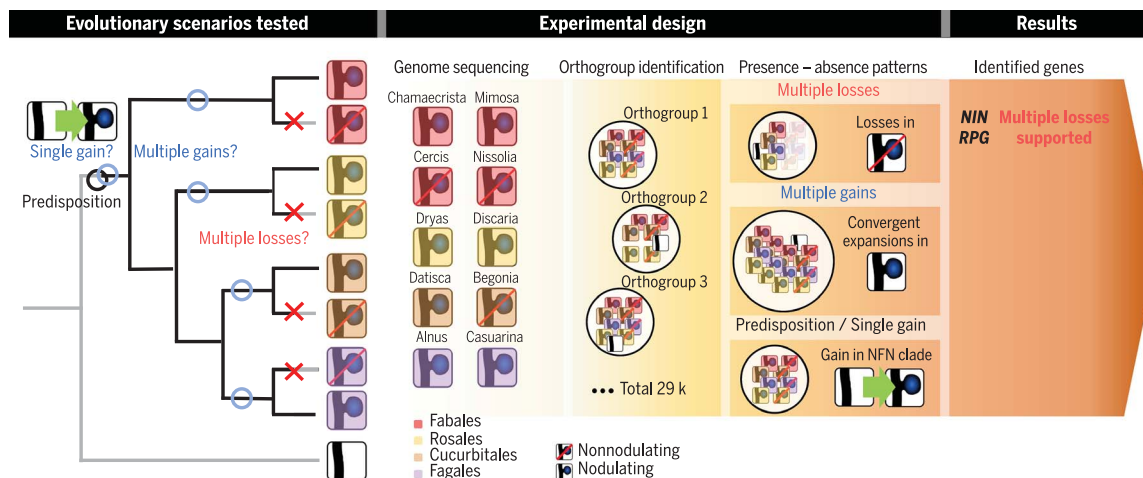 Evolutionary scenarios tested
Experimental design
Results
Single gain?
Multiple gains?
Predisposition
Multiple losses?
Genome sequencing
Chamaecrista Mimosa
Cercis Nissolia
Dryas Discaria
Datisca Begonia
Alnus Casuarina
Fabales
Rosales
Cucurbitales
Fagales
Nonnodulating
Nodulating
Orthogroup identification
Orthogroup 1
Orthogroup 2
Orthogroup 3
••• Total 29 k
Presence – absence patterns
Multiple losses
Losses in
Multiple gains
Convergent
expansions in
Predisposition / Single gain
Gain in NFN clade
Identified genes
NIN Multiple losses
RPG supported